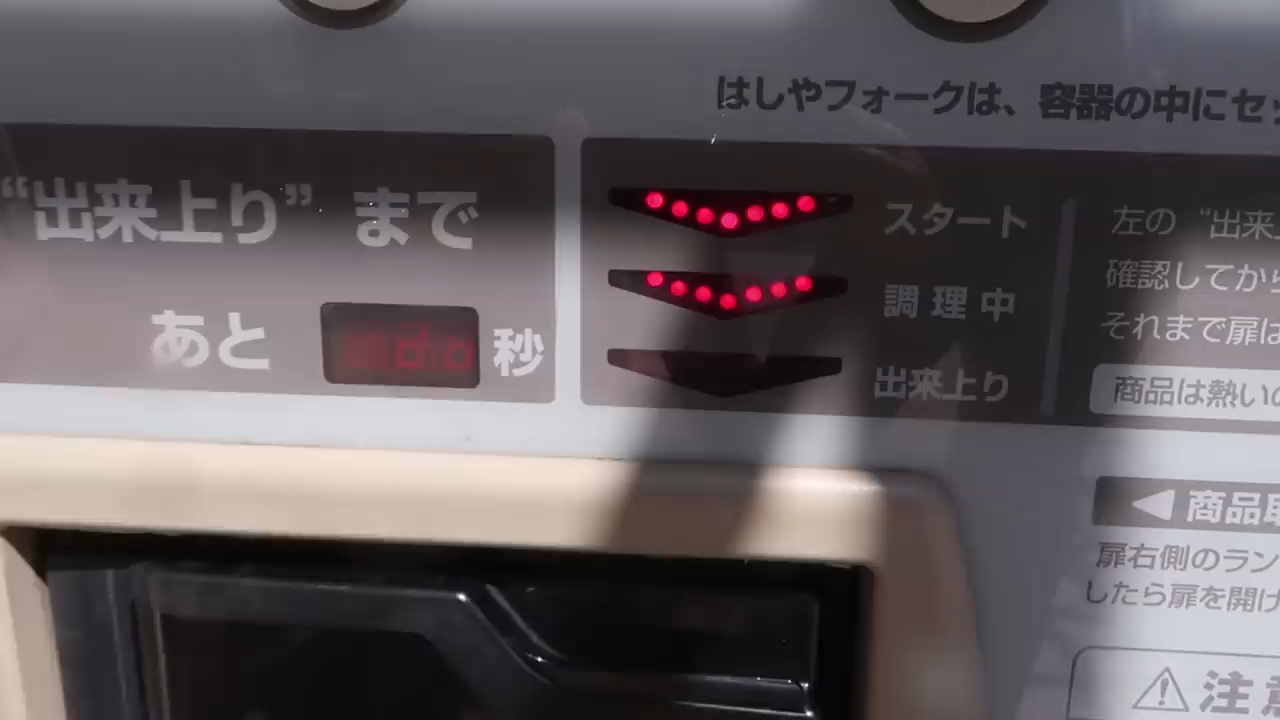 はしやフォークは、容器の中にセッ
“出来上り” まで
あと 秒
スタート
調理中
出来上り
左の “出来上
確認してから
それまで扉は
商品は熱いの
◀ 商品取
扉右側のラン
したら扉を開け
注意